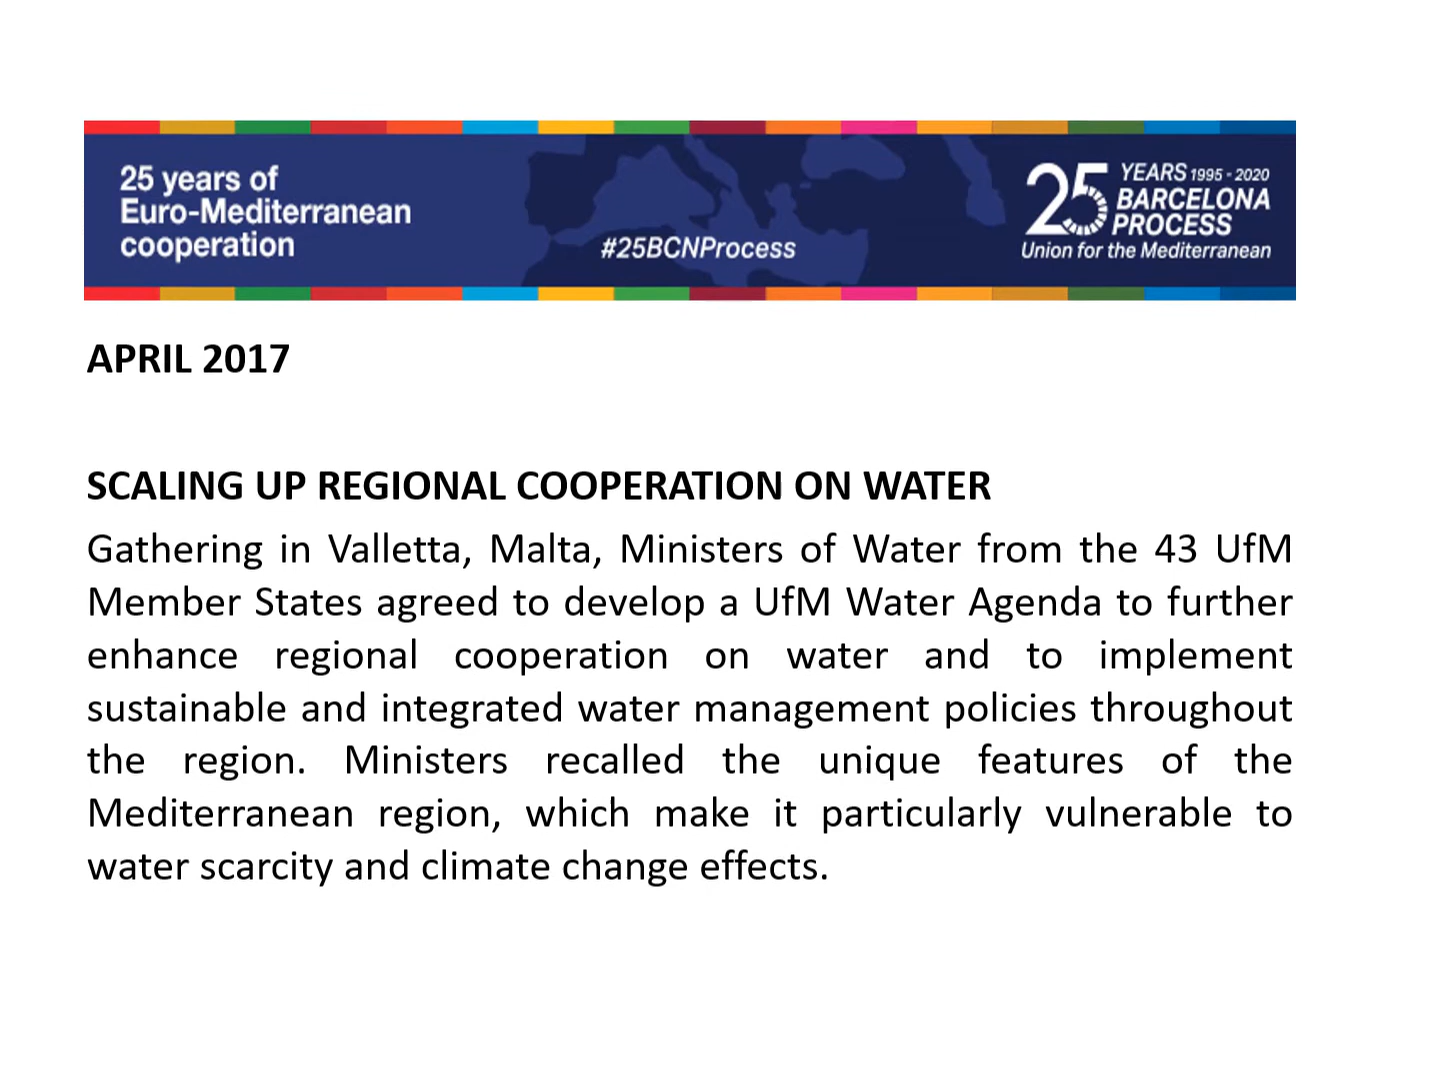 25 years of
Euro-Mediterranean
cooperation
#25BCNProcess
25 YEARS 1995 - 2020
BARCELONA
PROCESS
Union for the Mediterranean
APRIL 2017
SCALING UP REGIONAL COOPERATION ON WATER
Gathering in Valletta, Malta, Ministers of Water from the 43 UfM
Member States agreed to develop a UfM Water Agenda to further
enhance regional cooperation on water and to implement
sustainable and integrated water management policies throughout
the region. Ministers recalled the unique features of the
Mediterranean region, which make it particularly vulnerable to
water scarcity and climate change effects.